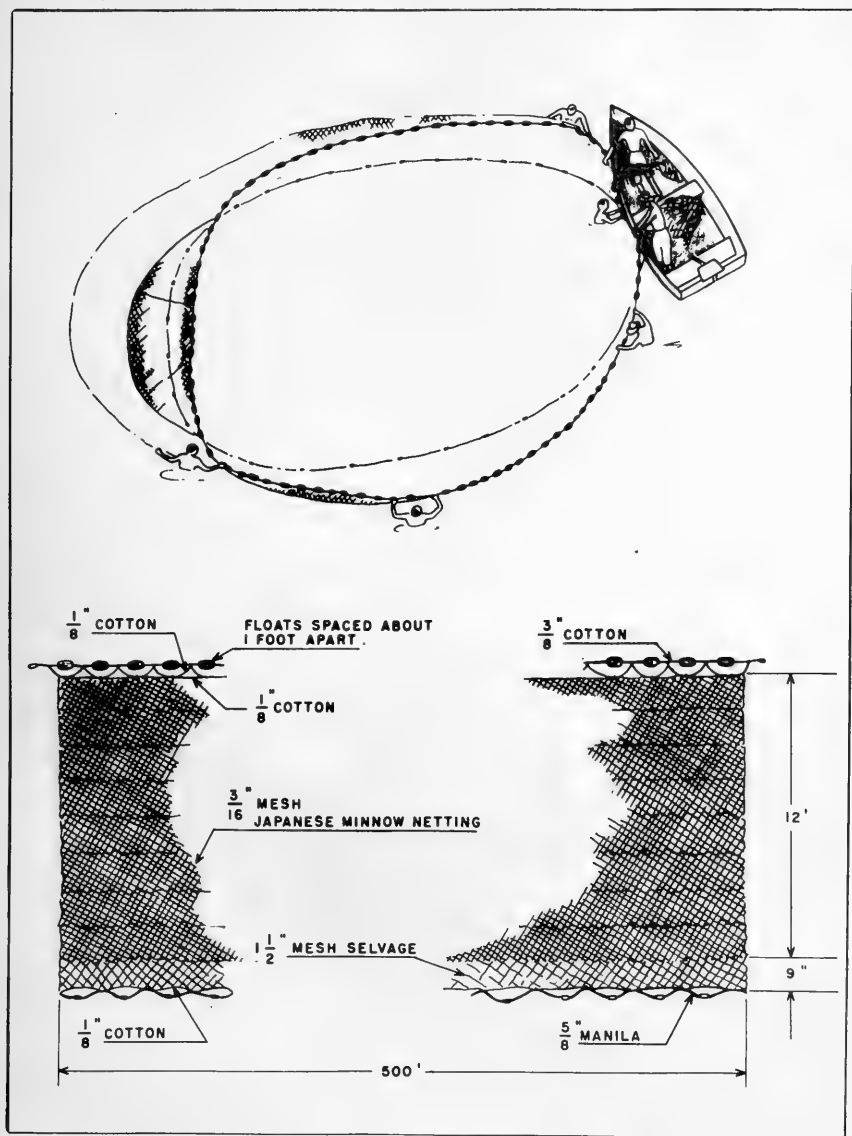 1/8" COTTON
FLOATS SPACED ABOUT
1 FOOT APART.
3/8" COTTON
1/8" COTTON
3/16" MESH
JAPANESE MINNOW NETTING
12'
1 1/2" MESH SELVAGE
9"
1/8" COTTON
5/8" MANILA
500'